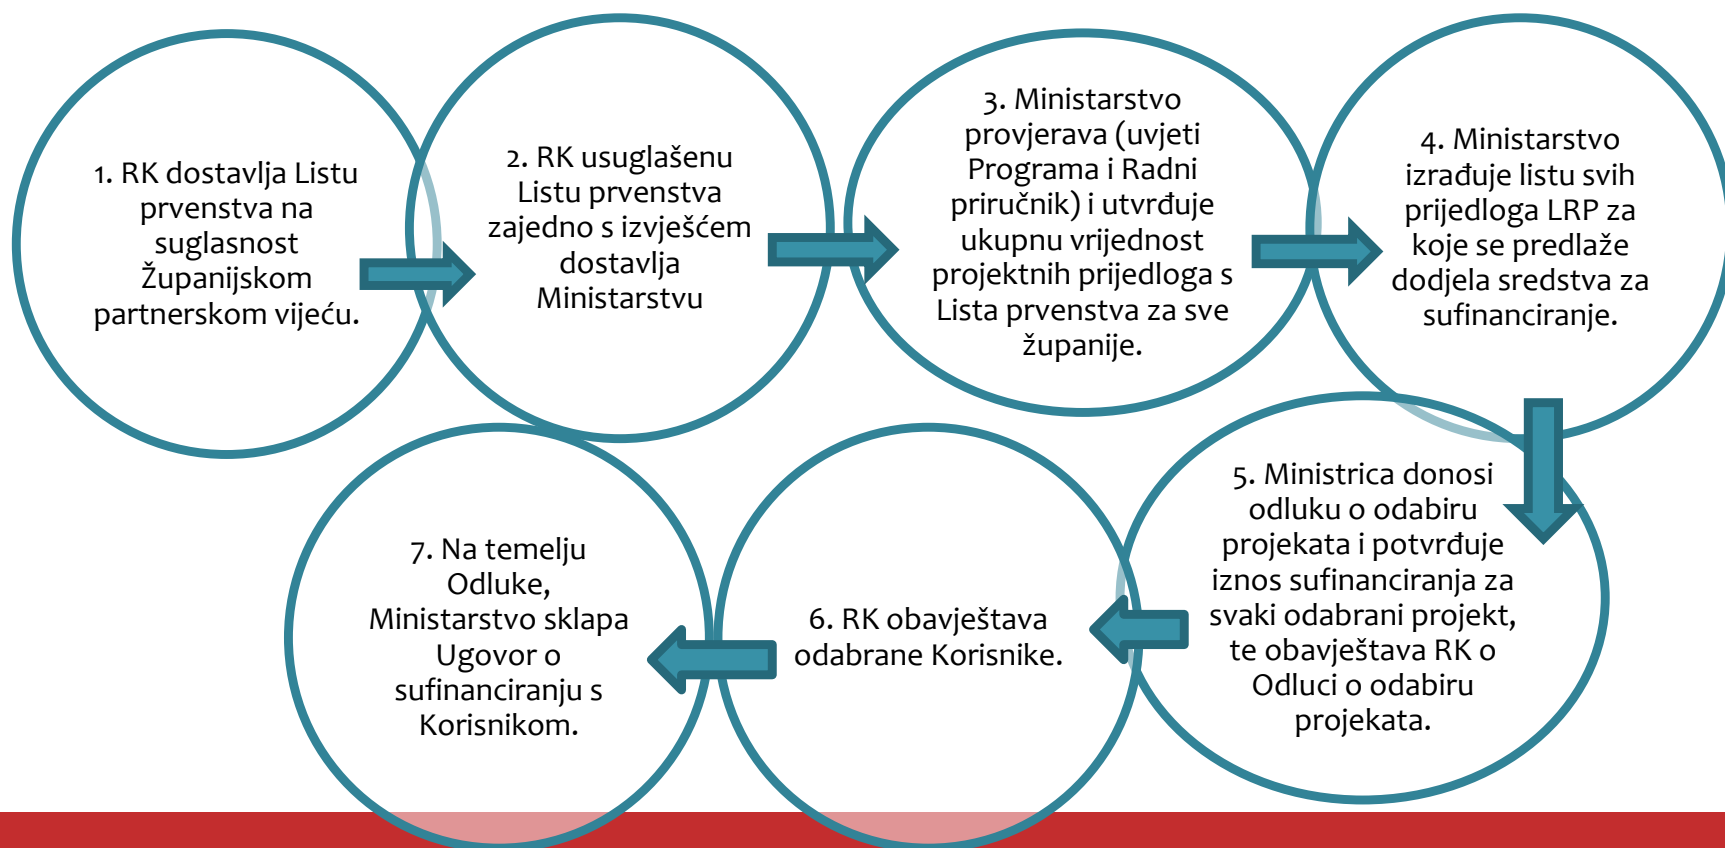 1. RK dostavlja Listu
prvenstva na
suglasnost
Županijskom
partnerskom vijeću.
2. RK usuglašenu
Listu prvenstva
zajedno s izvješćem
dostavlja
Ministarstvu
3. Ministarstvo
provjerava (uvjeti
Programa i Radni
priručnik) i utvrđuje
ukupnu vrijednost
projektnih prijedloga s
Lista prvenstva za sve
županije.
4. Ministarstvo
izrađuje listu svih
prijedloga LRP za
koje se predlaže
dodjela sredstva za
sufinanciranje.
5. Ministrica donosi
odluku o odabiru
projekata i potvrđuje
iznos sufinanciranja za
svaki odabrani projekt,
te obavještava RK o
Odluci o odabiru
projekata.
6. RK obavještava
odabrane Korisnike.
7. Na temelju
Odluke,
Ministarstvo sklapa
Ugovor o
sufinanciranju s
Korisnikom.